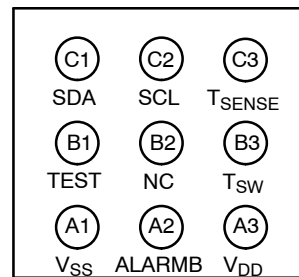 C1 C2 C3
SDA SCL TSENSE
B1 B2 B3
TEST NC TSW
A1 A2 A3
VSS ALARMB VDD